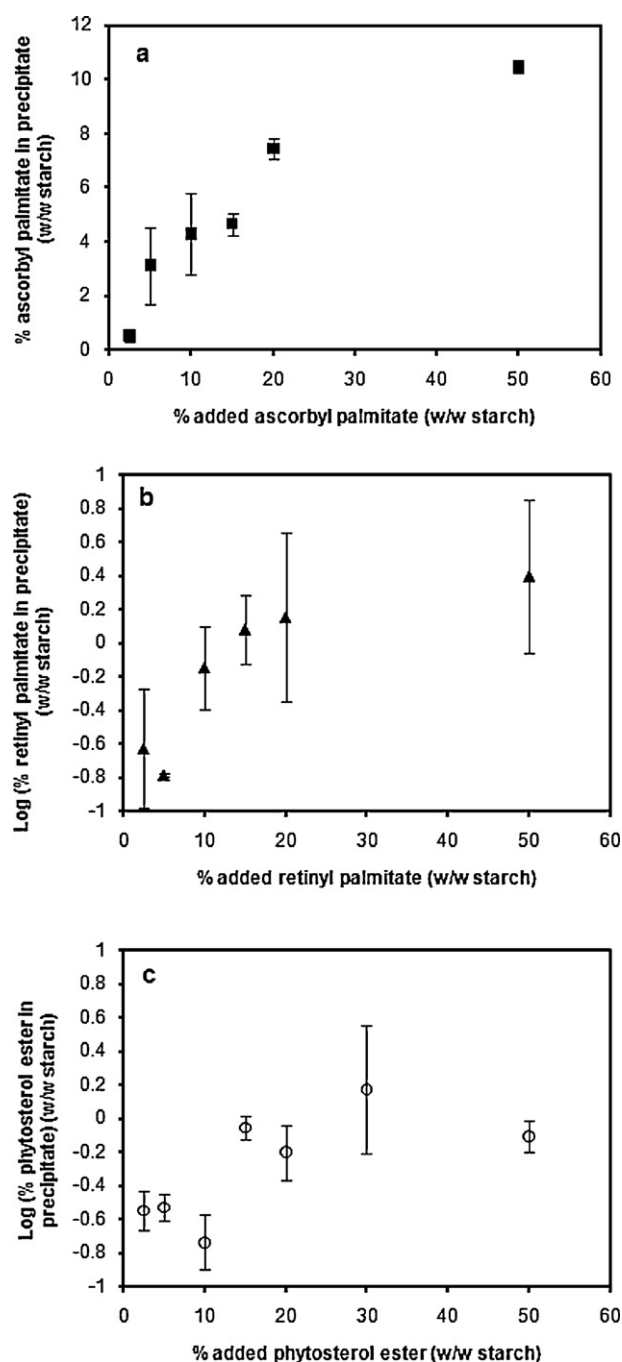 12
10
8
6
4
2
0
a
% ascorbyl palmitate in precipitate
(w/w starch)
0 10 20 30 40 50 60
% added ascorbyl palmitate (w/w starch)
1
0.8
0.6
0.4
0.2
0
-0.2
-0.4
-0.6
-0.8
-1
b
Log (% retinyl palmitate in precipitate)
(w/w starch)
0 10 20 30 40 50 60
% added retinyl palmitate (w/w starch)
1
0.8
0.6
0.4
0.2
0
-0.2
-0.4
-0.6
-0.8
-1
c
Log (% phytosterol ester in
precipitate) (w/w starch)
0 10 20 30 40 50 60
% added phytosterol ester (w/w starch)